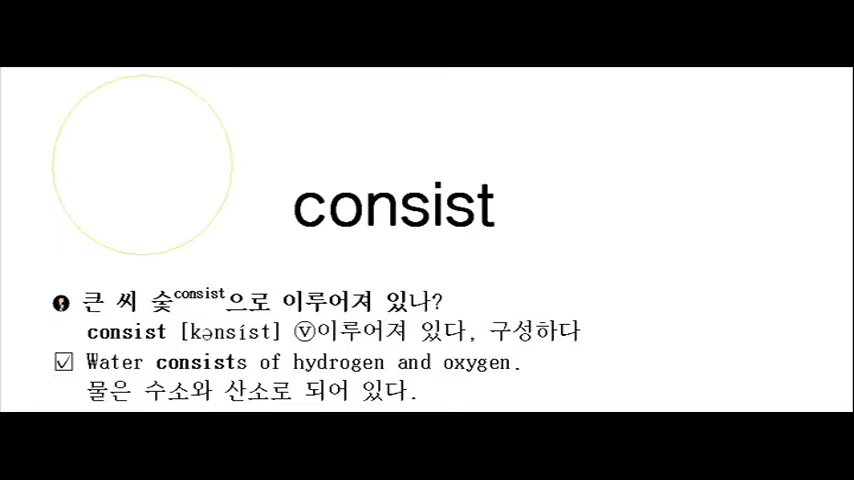 consist
큰 씨 숯consist으로 이루어져 있나?
consist [kənsíst] ⓥ이루어져 있다, 구성하다
☑ Water consists of hydrogen and oxygen.
물은 수소와 산소로 되어 있다.